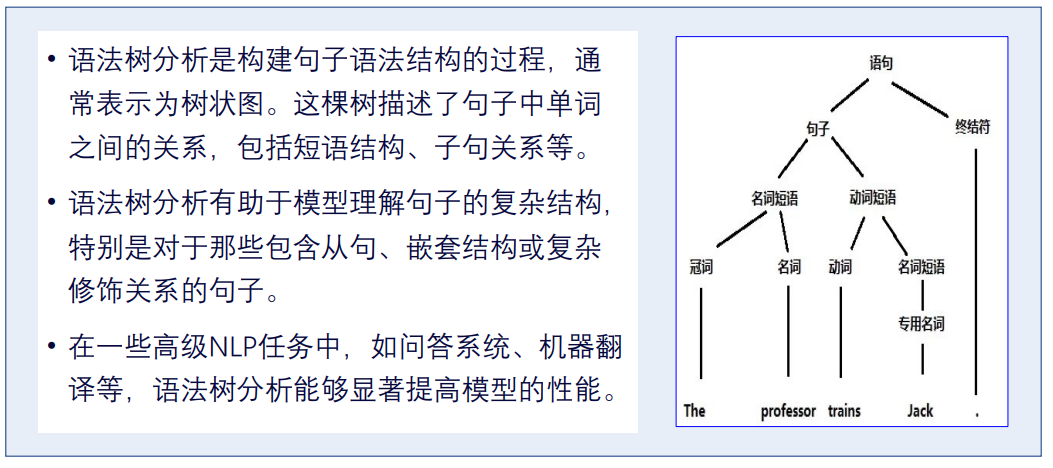 • 语法树分析是构建句子语法结构的过程，通
常表示为树状图。这棵树描述了句子中单词
之间的关系，包括短语结构、子句关系等。
• 语法树分析有助于模型理解句子的复杂结构，
特别是对于那些包含从句、嵌套结构或复杂
修饰关系的句子。
• 在一些高级NLP任务中，如问答系统、机器翻
译等，语法树分析能够显著提高模型的性能。
语句
句子 终结符
名词短语 动词短语
冠词 名词 动词 名词短语
专用名词
The professor trains Jack .